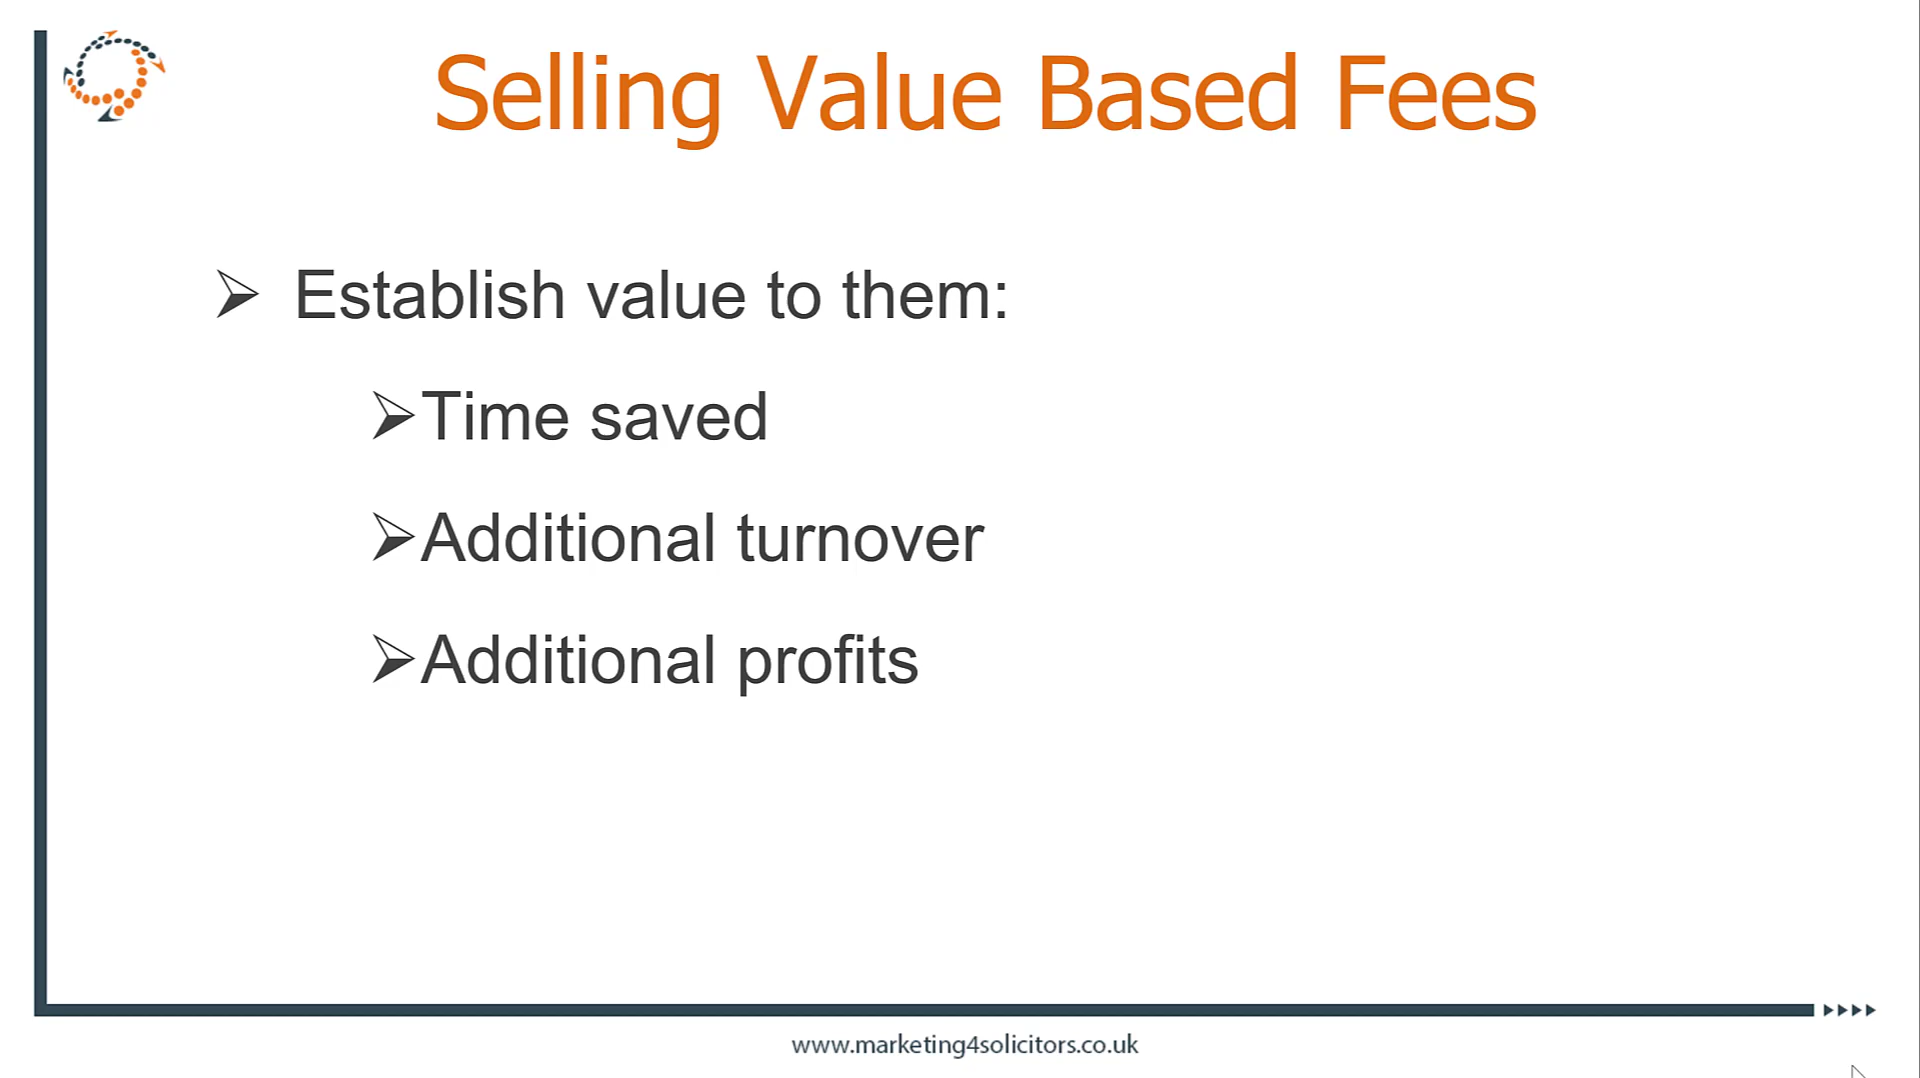 Selling Value Based Fees
Establish value to them:
Time saved
Additional turnover
Additional profits
www.marketing4solicitors.co.uk